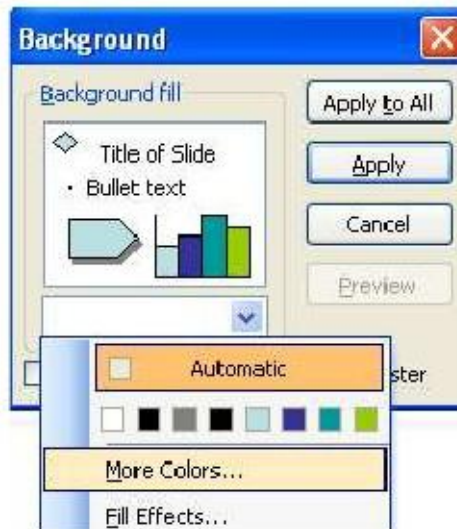 Background
Background fill
Title of Slide
• Bullet text
Apply to All
Apply
Cancel
Preview
Automatic
ster
More Colors...
Fill Effects...